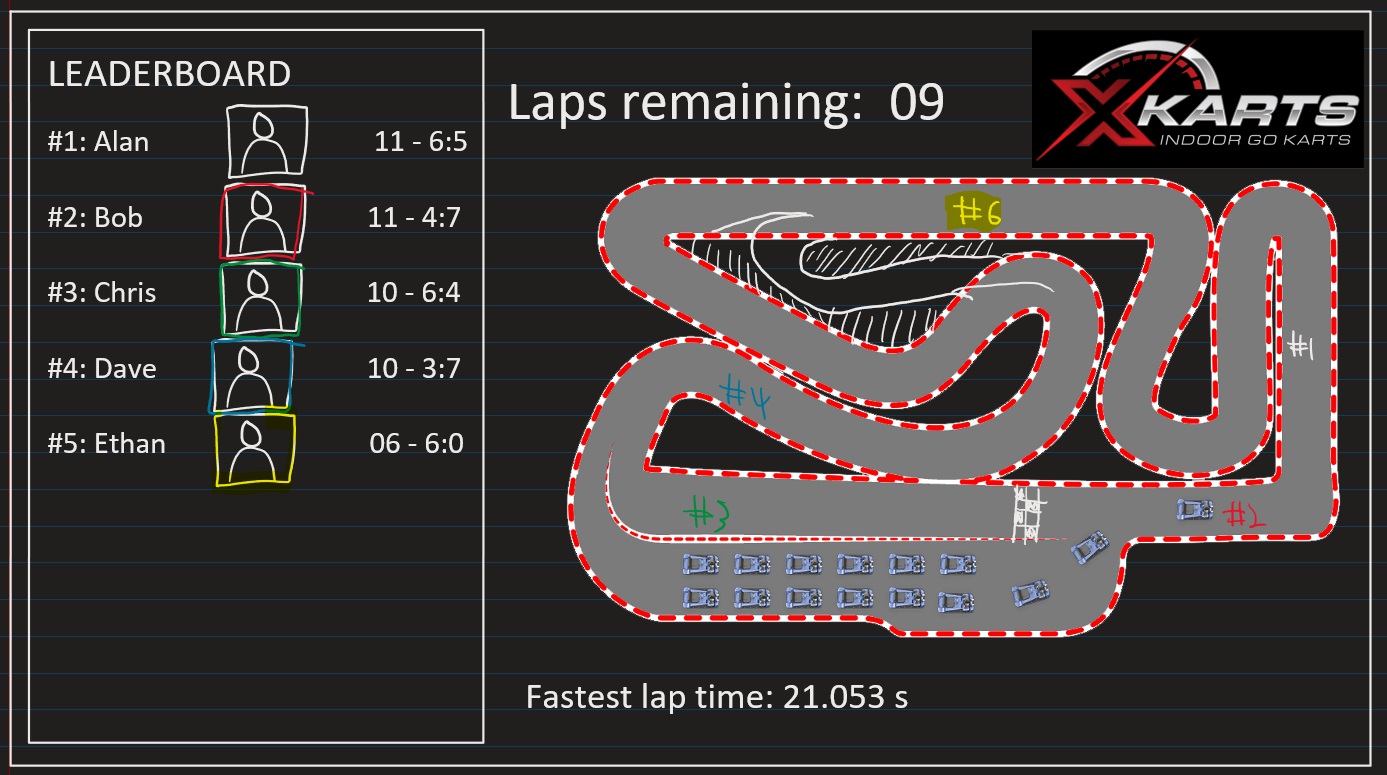 LEADERBOARD
#1: Alan 11 - 6:5
#2: Bob 11 - 4:7
#3: Chris 10 - 6:4
#4: Dave 10 - 3:7
#5: Ethan 06 - 6:0
Laps remaining: 09
XKARTS
INDOOR GO KARTS
#6
#1
#4
#3
#2
Fastest lap time: 21.053 s